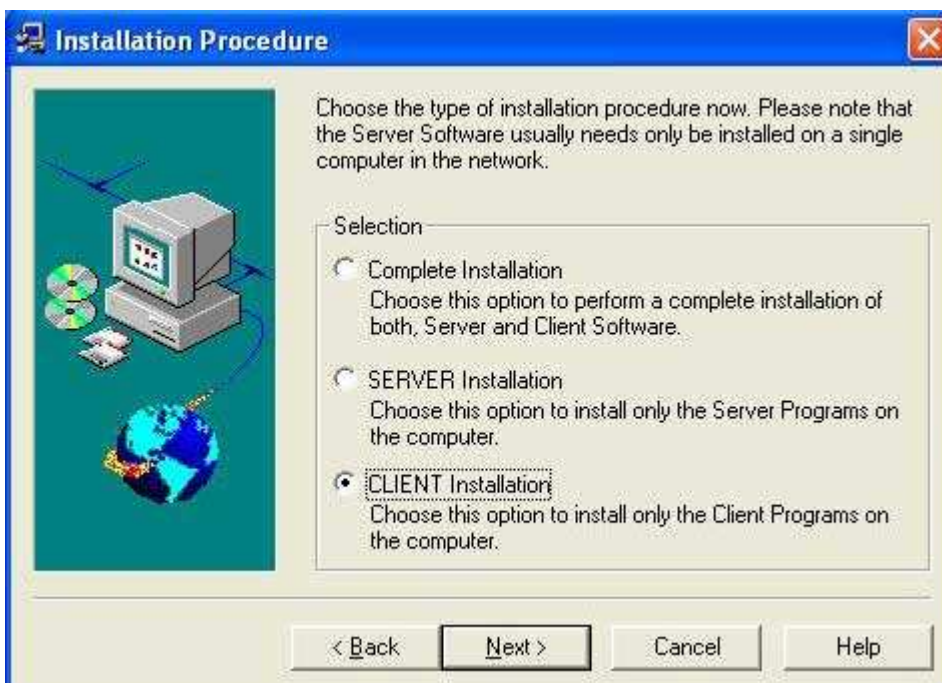 Installation Procedure
Choose the type of installation procedure now. Please note that
the Server Software usually needs only be installed on a single
computer in the network.
Selection
Complete Installation
Choose this option to perform a complete installation of
both, Server and Client Software.
SERVER Installation
Choose this option to install only the Server Programs on
the computer.
CLIENT Installation
Choose this option to install only the Client Programs on
the computer.
< Back
Next >
Cancel
Help